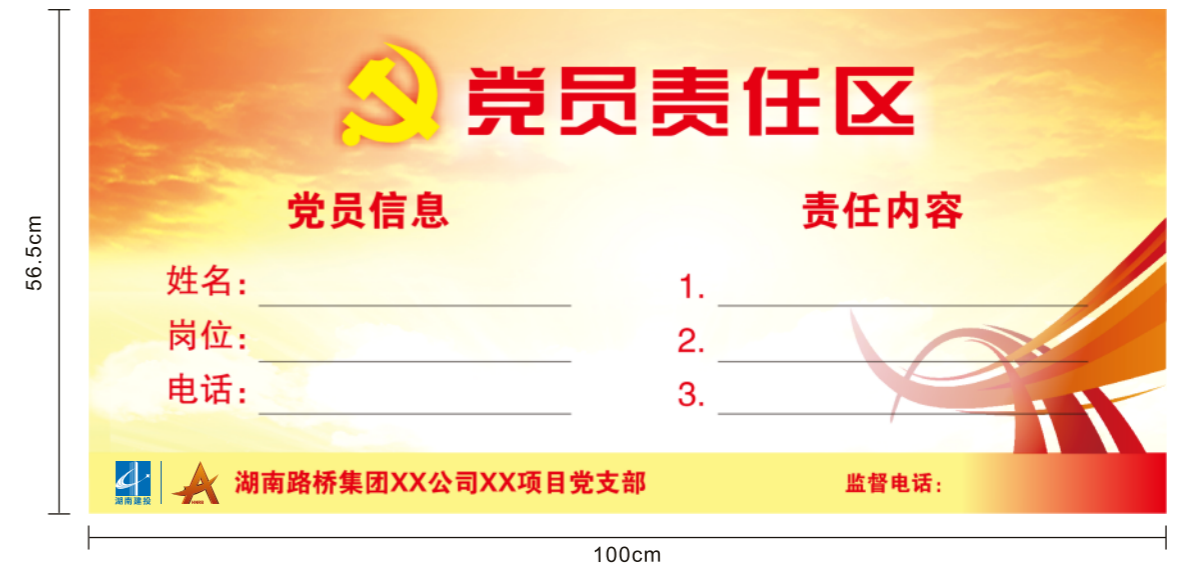 党员责任区
党员信息
责任内容
姓名：
岗位：
电话：
1.
2.
3.
湖南建投
湖南路桥集团XX公司XX项目党支部
监督电话：
56.5cm
100cm